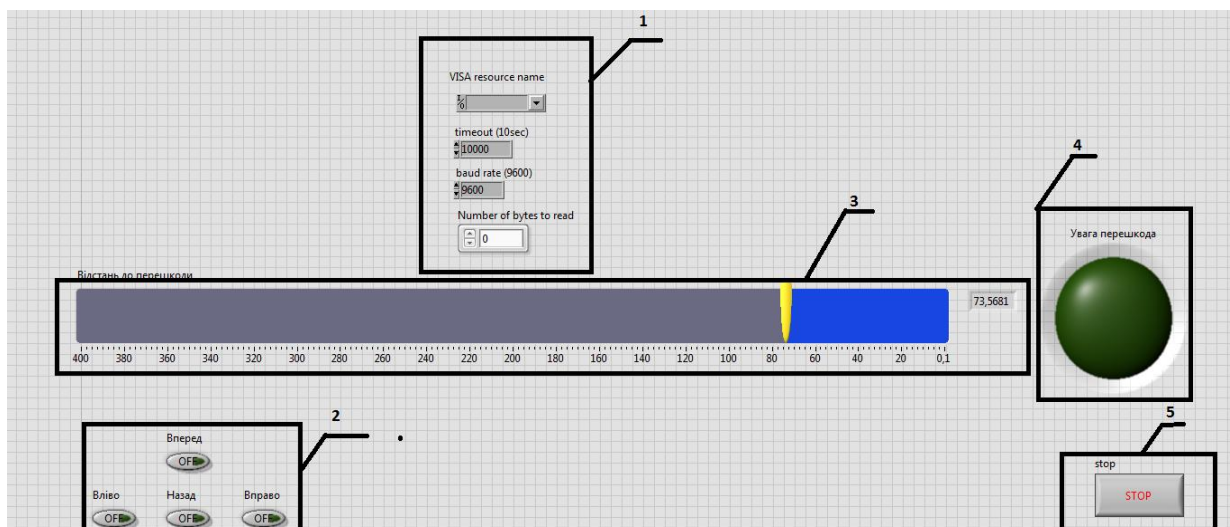 1
VISA resource name
timeout (10sec)
10000
baud rate (9600)
9600
Number of bytes to read
0
4
3
Увага перешкода
Відстань до перешкоди
73,5681
400 380 360 340 320 300 280 260 240 220 200 180 160 140 120 100 80 60 40 20 0,1
2
5
Вперед
OFF
stop
STOP
Вліво Назад Вправо
OFF OFF OFF